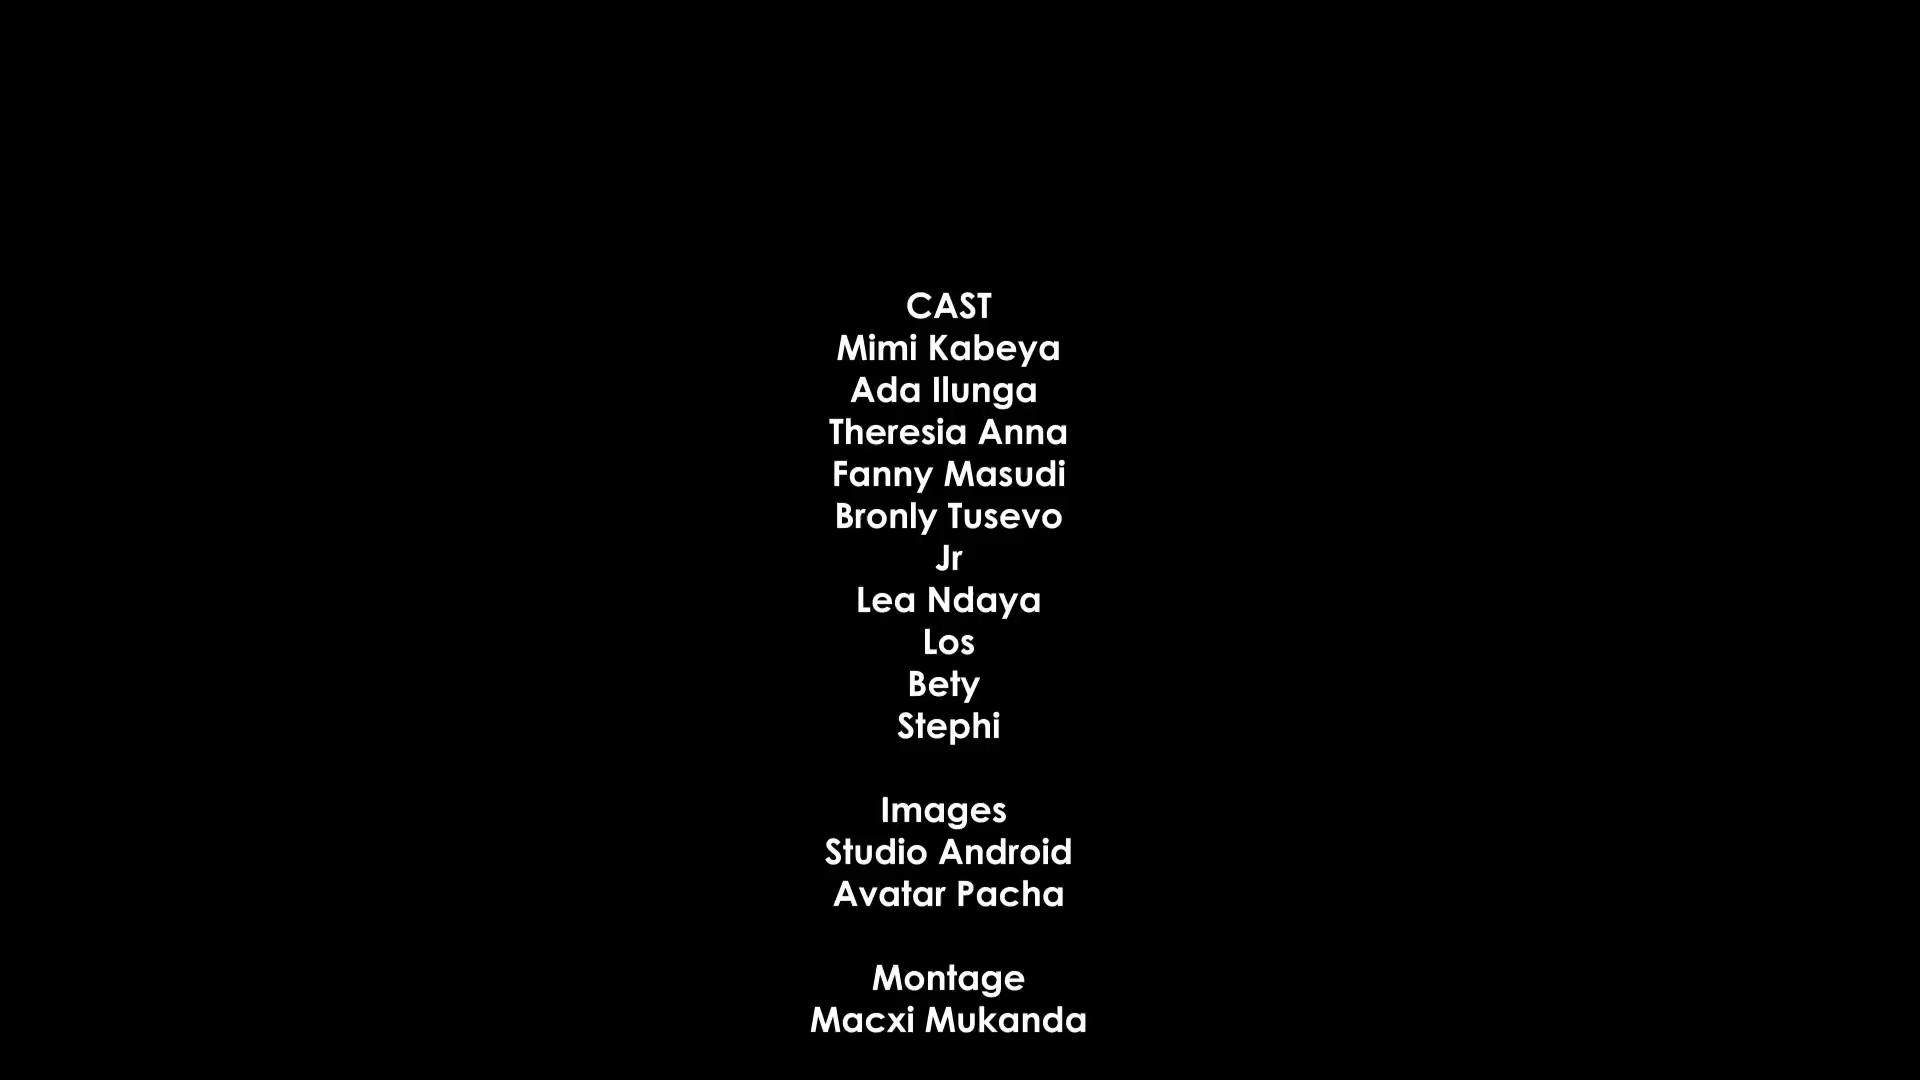 CAST
Mimi Kabeya
Ada Ilunga
Theresia Anna
Fanny Masudi
Bronly Tusevo
Jr
Lea Ndaya
Los
Bety
Stephi
Images
Studio Android
Avatar Pacha
Montage
Macxi Mukanda